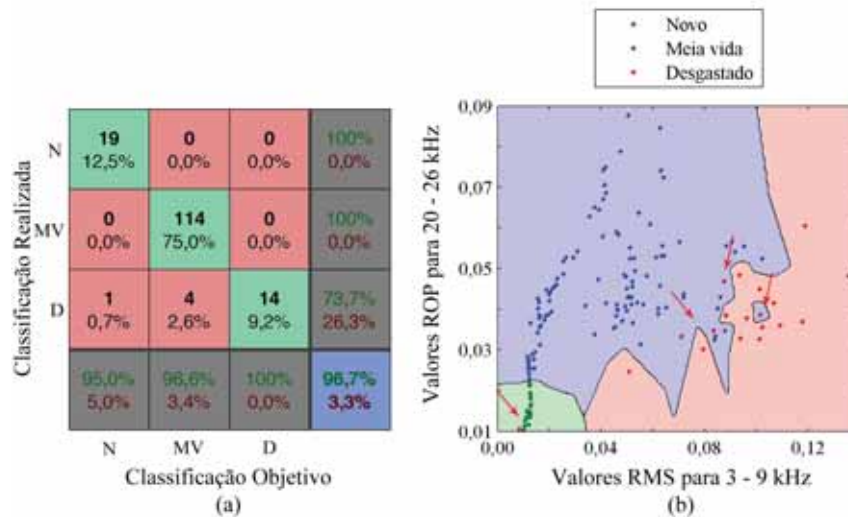 Novo
Meia vida
Desgastado
Classificação Realizada
N
19
12,5%
0
0,0%
0
0,0%
100%
0,0%
MV
0
0,0%
114
75,0%
0
0,0%
100%
0,0%
D
1
0,7%
4
2,6%
14
9,2%
73,7%
26,3%
95,0%
5,0%
96,6%
3,4%
100%
0,0%
96,7%
3,3%
N
MV
D
Classificação Objetivo
(a)
Valores ROP para 20 - 26 kHz
0,09
0,07
0,05
0,03
0,01
0,00
0,04
0,08
0,12
Valores RMS para 3 - 9 kHz
(b)